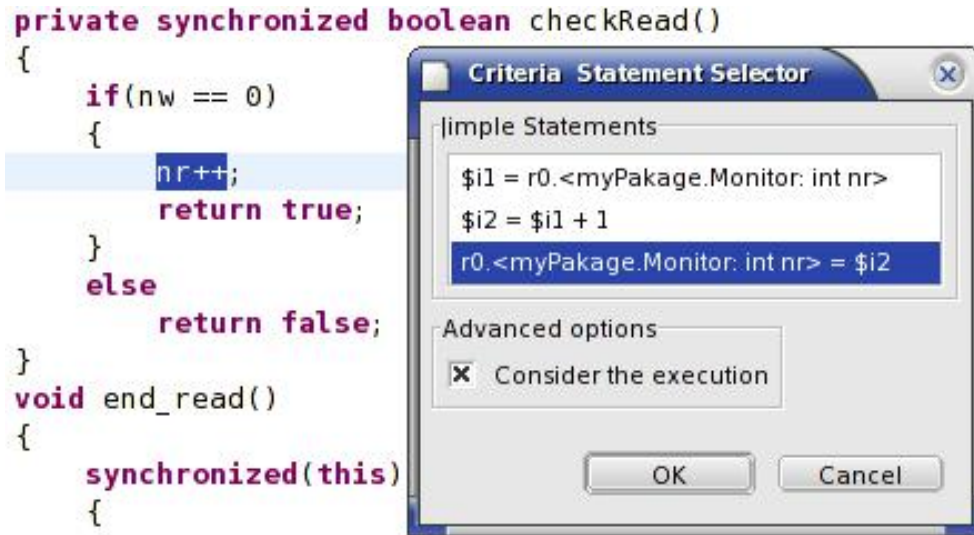 private synchronized boolean checkRead()
{
if(nw == 0)
{
nr++;
return true;
}
else
return false;
}
void end_read()
{
synchronized(this)
{
Criteria Statement Selector
Jimple Statements
$i1 = r0.<myPakage.Monitor: int nr>
$i2 = $i1 + 1
r0.<myPakage.Monitor: int nr> = $i2
Advanced options
Consider the execution
OK
Cancel